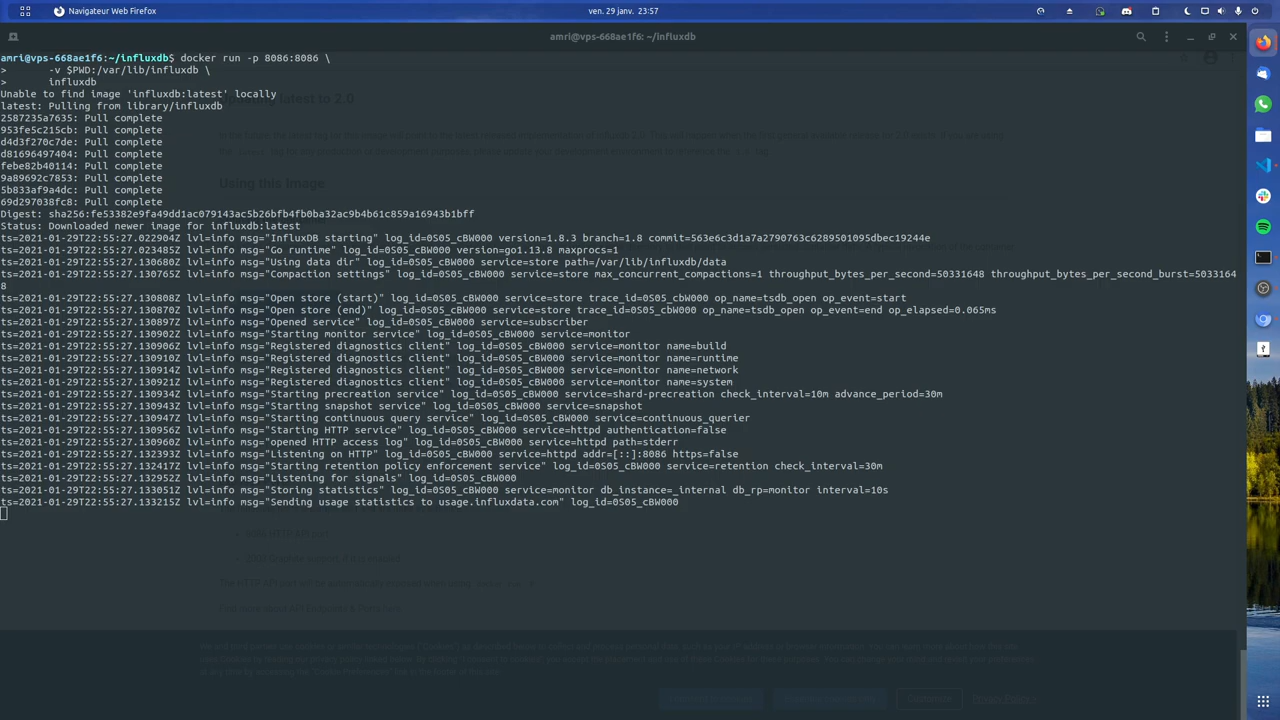 Navigateur Web Firefox
ven. 29 janv. 23:57
amri@vps-668ae1f6: ~/influxdb
amri@vps-668ae1f6:~/influxdb$ docker run -p 8086:8086 \
>       -v $PWD:/var/lib/influxdb \
>       influxdb
Unable to find image 'influxdb:latest' locally
latest: Pulling from library/influxdb
2587235a7635: Pull complete
953fe5c215cb: Pull complete
d4d3f270c7de: Pull complete
d81696497404: Pull complete
febe82b40114: Pull complete
9a89692c7853: Pull complete
5b833af9a4dc: Pull complete
69d297038fc8: Pull complete
Digest: sha256:fe53382e9fa49dd1ac079143ac5b26bfb4fb0ba32ac9b4b61c859a16943b1bff
Status: Downloaded newer image for influxdb:latest
ts=2021-01-29T22:55:27.022904Z lvl=info msg="InfluxDB starting" log_id=0S05_cBW000 version=1.8.3 branch=1.8 commit=563e6c3d1a7a2790763c6289501095dbec19244e
ts=2021-01-29T22:55:27.023485Z lvl=info msg="Go runtime" log_id=0S05_cBW000 version=go1.13.8 maxprocs=1
ts=2021-01-29T22:55:27.130765Z lvl=info msg="Using data dir" log_id=0S05_cBW000 service=store path=/var/lib/influxdb/data
ts=2021-01-29T22:55:27.130765Z lvl=info msg="Compaction settings" log_id=0S05_cBW000 service=store max_concurrent_compactions=1 throughput_bytes_per_second=50331648 throughput_bytes_per_second_burst=5033164
8
ts=2021-01-29T22:55:27.130808Z lvl=info msg="Open store (start)" log_id=0S05_cBW000 service=store trace_id=0S05_cbW000 op_name=tsdb_open op_event=start
ts=2021-01-29T22:55:27.130870Z lvl=info msg="Open store (end)" log_id=0S05_cBW000 service=store trace_id=0S05_cbW000 op_name=tsdb_open op_event=end op_elapsed=0.065ms
ts=2021-01-29T22:55:27.130897Z lvl=info msg="Opened service" log_id=0S05_cBW000 service=subscriber
ts=2021-01-29T22:55:27.130902Z lvl=info msg="Starting monitor service" log_id=0S05_cBW000 service=monitor
ts=2021-01-29T22:55:27.130906Z lvl=info msg="Registered diagnostics client" log_id=0S05_cBW000 service=monitor name=build
ts=2021-01-29T22:55:27.130910Z lvl=info msg="Registered diagnostics client" log_id=0S05_cBW000 service=monitor name=runtime
ts=2021-01-29T22:55:27.130914Z lvl=info msg="Registered diagnostics client" log_id=0S05_cBW000 service=monitor name=network
ts=2021-01-29T22:55:27.130921Z lvl=info msg="Registered diagnostics client" log_id=0S05_cBW000 service=monitor name=system
ts=2021-01-29T22:55:27.130934Z lvl=info msg="Starting precreation service" log_id=0S05_cBW000 service=shard-precreation check_interval=10m advance_period=30m
ts=2021-01-29T22:55:27.130943Z lvl=info msg="Starting snapshot service" log_id=0S05_cBW000 service=snapshot
ts=2021-01-29T22:55:27.130947Z lvl=info msg="Starting continuous query service" log_id=0S05_cBW000 service=continuous_querier
ts=2021-01-29T22:55:27.130952Z lvl=info msg="Starting HTTP service" log_id=0S05_cBW000 service=httpd authentication=false
ts=2021-01-29T22:55:27.130960Z lvl=info msg="opened HTTP access log" log_id=0S05_cBW000 service=httpd path=stderr
ts=2021-01-29T22:55:27.132393Z lvl=info msg="Listening on HTTP" log_id=0S05_cBW000 service=httpd addr=[::]:8086 https=false
ts=2021-01-29T22:55:27.132417Z lvl=info msg="Starting retention policy enforcement service" log_id=0S05_cBW000 service=retention check_interval=30m
ts=2021-01-29T22:55:27.132952Z lvl=info msg="Listening for signals" log_id=0S05_cBW000
ts=2021-01-29T22:55:27.133051Z lvl=info msg="Storing statistics" log_id=0S05_cBW000 service=monitor db_instance=_internal db_rp=monitor interval=10s
ts=2021-01-29T22:55:27.133215Z lvl=info msg="Sending usage statistics to usage.influxdata.com" log_id=0S05_cBW000
latest to 2.0
Using this image
Privacy Policy